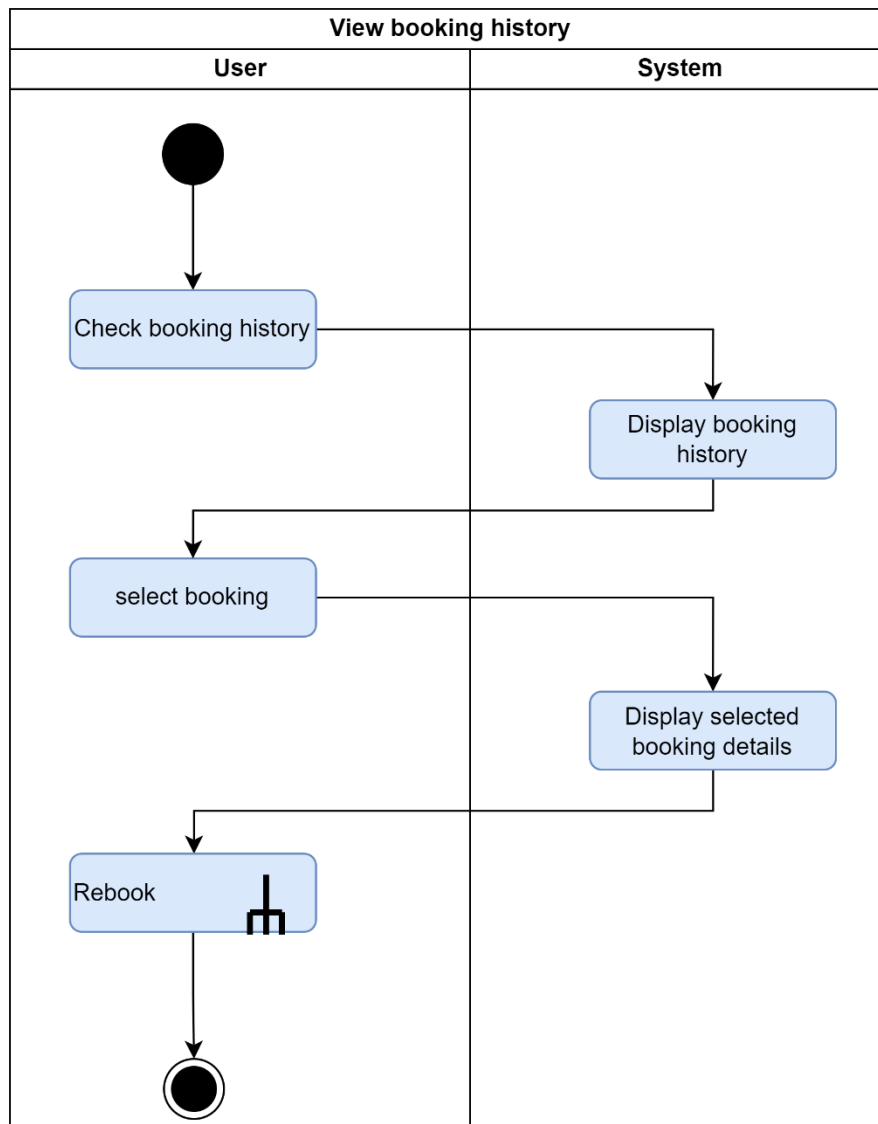 View booking history
User
System
Check booking history
Display booking
history
select booking
Display selected
booking details
Rebook